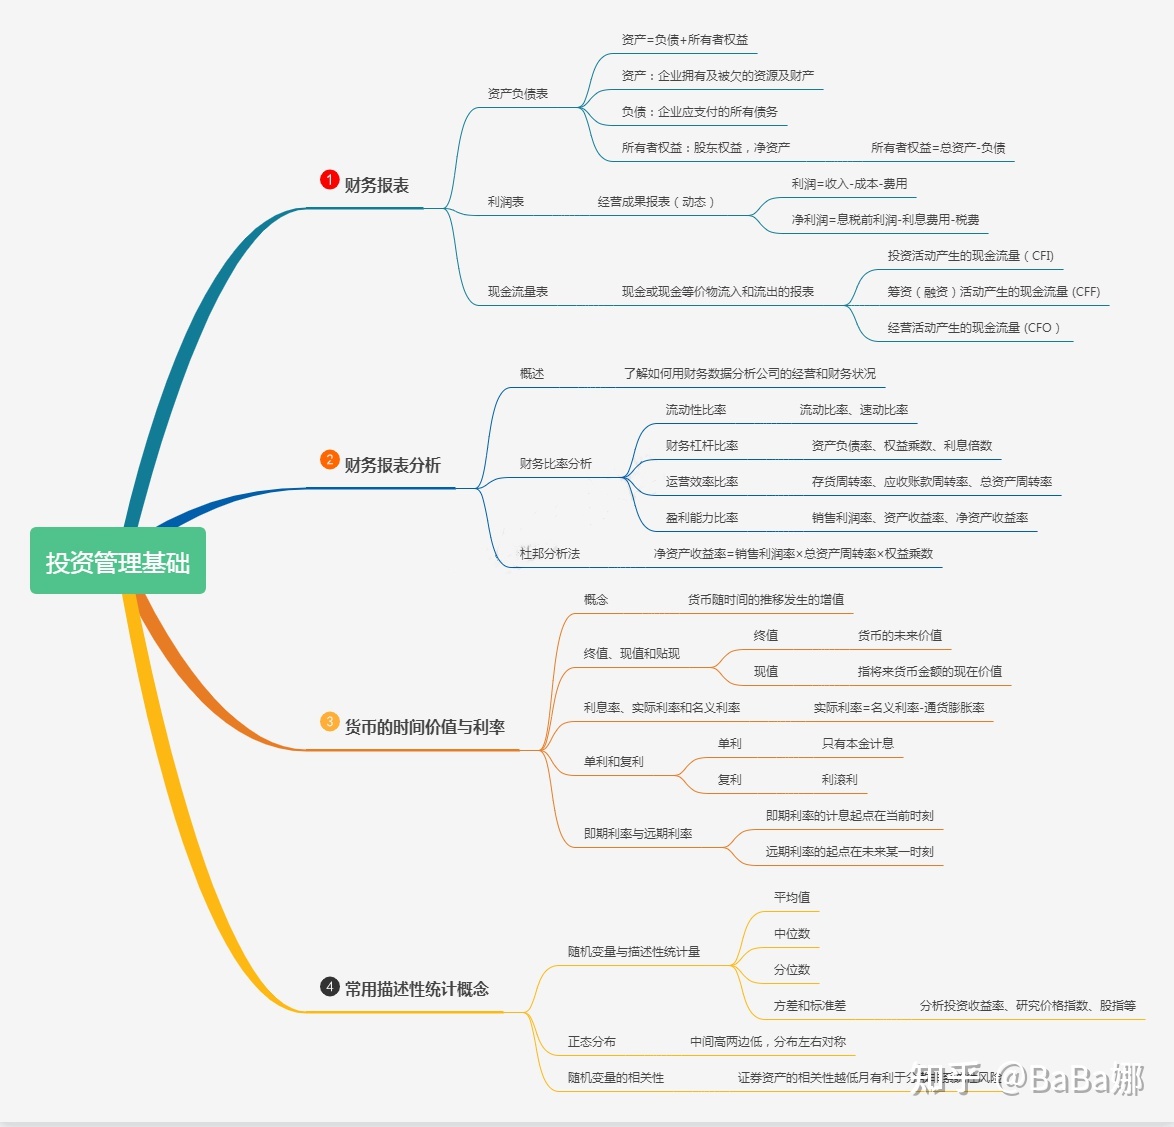 投资管理基础
1 财务报表
资产负债表
资产=负债+所有者权益
资产：企业拥有及被欠的资源及财产
负债：企业应支付的所有债务
所有者权益：股东权益，净资产
所有者权益=总资产-负债
利润表
经营成果报表（动态）
利润=收入-成本-费用
净利润=息税前利润-利息费用-税费
现金流量表
现金或现金等价物流入和流出的报表
投资活动产生的现金流量（CFI)
筹资（融资）活动产生的现金流量 (CFF)
经营活动产生的现金流量 (CFO）
2 财务报表分析
概述
了解如何用财务数据分析公司的经营和财务状况
财务比率分析
流动性比率
流动比率、速动比率
财务杠杆比率
资产负债率、权益乘数、利息倍数
运营效率比率
存货周转率、应收账款周转率、总资产周转率
盈利能力比率
销售利润率、资产收益率、净资产收益率
杜邦分析法
净资产收益率=销售利润率×总资产周转率×权益乘数
3 货币的时间价值与利率
概念
货币随时间的推移发生的增值
终值、现值和贴现
终值
货币的未来价值
现值
指将来货币金额的现在价值
利息率、实际利率和名义利率
实际利率=名义利率-通货膨胀率
单利和复利
单利
只有本金计息
复利
利滚利
即期利率与远期利率
即期利率的计息起点在当前时刻
远期利率的起点在未来某一时刻
4 常用描述性统计概念
随机变量与描述性统计量
平均值
中位数
分位数
方差和标准差
分析投资收益率、研究价格指数、股指等
正态分布
中间高两边低，分布左右对称
随机变量的相关性
证券资产的相关性越低月有利于分
风险
知乎 @BaBa娜